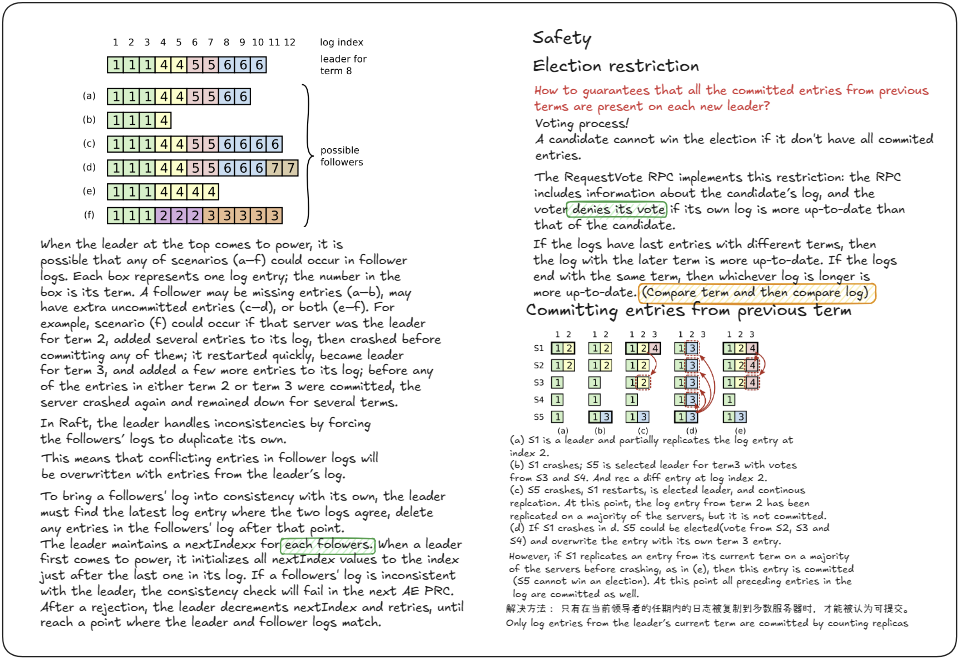 1 2 3 4 5 6 7 8 9 10 11 12 log index
1 1 1 4 4 5 5 6 6 6 leader for
term 8
(a) 1 1 1 4 4 5 5 6 6
(b) 1 1 1 4
(c) 1 1 1 4 4 5 5 6 6 6 6
(d) 1 1 1 4 4 5 5 6 6 6 7 7
(e) 1 1 1 4 4 4 4
(f) 1 1 1 2 2 2 3 3 3 3 3
possible
followers
When the leader at the top comes to power, it is
possible that any of scenarios (a–f) could occur in follower
logs. Each box represents one log entry; the number in the
box is its term. A follower may be missing entries (a–b), may
have extra uncommitted entries (c–d), or both (e–f). For
example, scenario (f) could occur if that server was the leader
for term 2, added several entries to its log, then crashed before
committing any of them; it restarted quickly, became leader
for term 3, and added a few more entries to its log; before any
of the entries in either term 2 or term 3 were committed, the
server crashed again and remained down for several terms.
In Raft, the leader handles inconsistencies by forcing
the followers' logs to duplicate its own.
This means that conflicting entries in follower logs will
be overwritten with entries from the leader's log.
To bring a followers' log into consistency with its own, the leader
must find the latest log entry where the two logs agree, delete
any entries in the followers' log after that point.
The leader maintains a nextIndexx for each folowers. When a leader
first comes to power, it initializes all nextIndex values to the index
just after the last one in its log. If a followers' log is inconsistent
with the leader, the consistency check will fail in the next AE PRC.
After a rejection, the leader decrements nextIndex and retries, until
reach a point where the leader and follower logs match.
Safety
Election restriction
How to guarantees that all the committed entries from previous
terms are present on each new leader?
Voting process!
A candidate cannot win the election if it don't have all commited
entries.
The RequestVote RPC implements this restriction: the RPC
includes information about the candidate's log, and the
voter denies its vote if its own log is more up-to-date than
that of the candidate.
If the logs have last entries with different terms, then
the log with the later term is more up-to-date. If the logs
end with the same term, then whichever log is longer is
more up-to-date. (Compare term and then compare log)
Committing entries from previous term
1 2 1 2 1 2 3 1 2 3 1 2 3
S1 1 2 1 2 1 2 4 1 3 1 2 4
S2 1 2 1 2 1 2 1 3 1 2 4
S3 1 1 1 2 1 3 1 2 4
S4 1 1 1 1 3 1
S5 1 1 3 1 3 1 3 1 3
(a) (b) (c) (d) (e)
(a) S1 is a leader and partially replicates the log entry at
index 2.
(b) S1 crashes; S5 is selected leader for term3 with votes
from S3 and S4. And rec a diff entry at log index 2.
(c) S5 crashes, S1 restarts, is elected leader, and continous
replcation. At this point, the log entry from term 2 has been
replicated on a majority of the servers, but it is not committed.
(d) If S1 crashes in d. S5 could be elected(vote from S2, S3 and
S4) and overwrite the entry with its own term 3 entry.
However, if S1 replicates an entry from its current term on a majority
of the servers before crashing, as in (e), then this entry is committed
(S5 cannot win an election). At this point all preceding entries in the
log are committed as well.
解决方法： 只有在当前领导者的任期内的日志被复制到多数服务器时，才能被认为可提交。
Only log entries from the leader's current term are committed by counting replicas